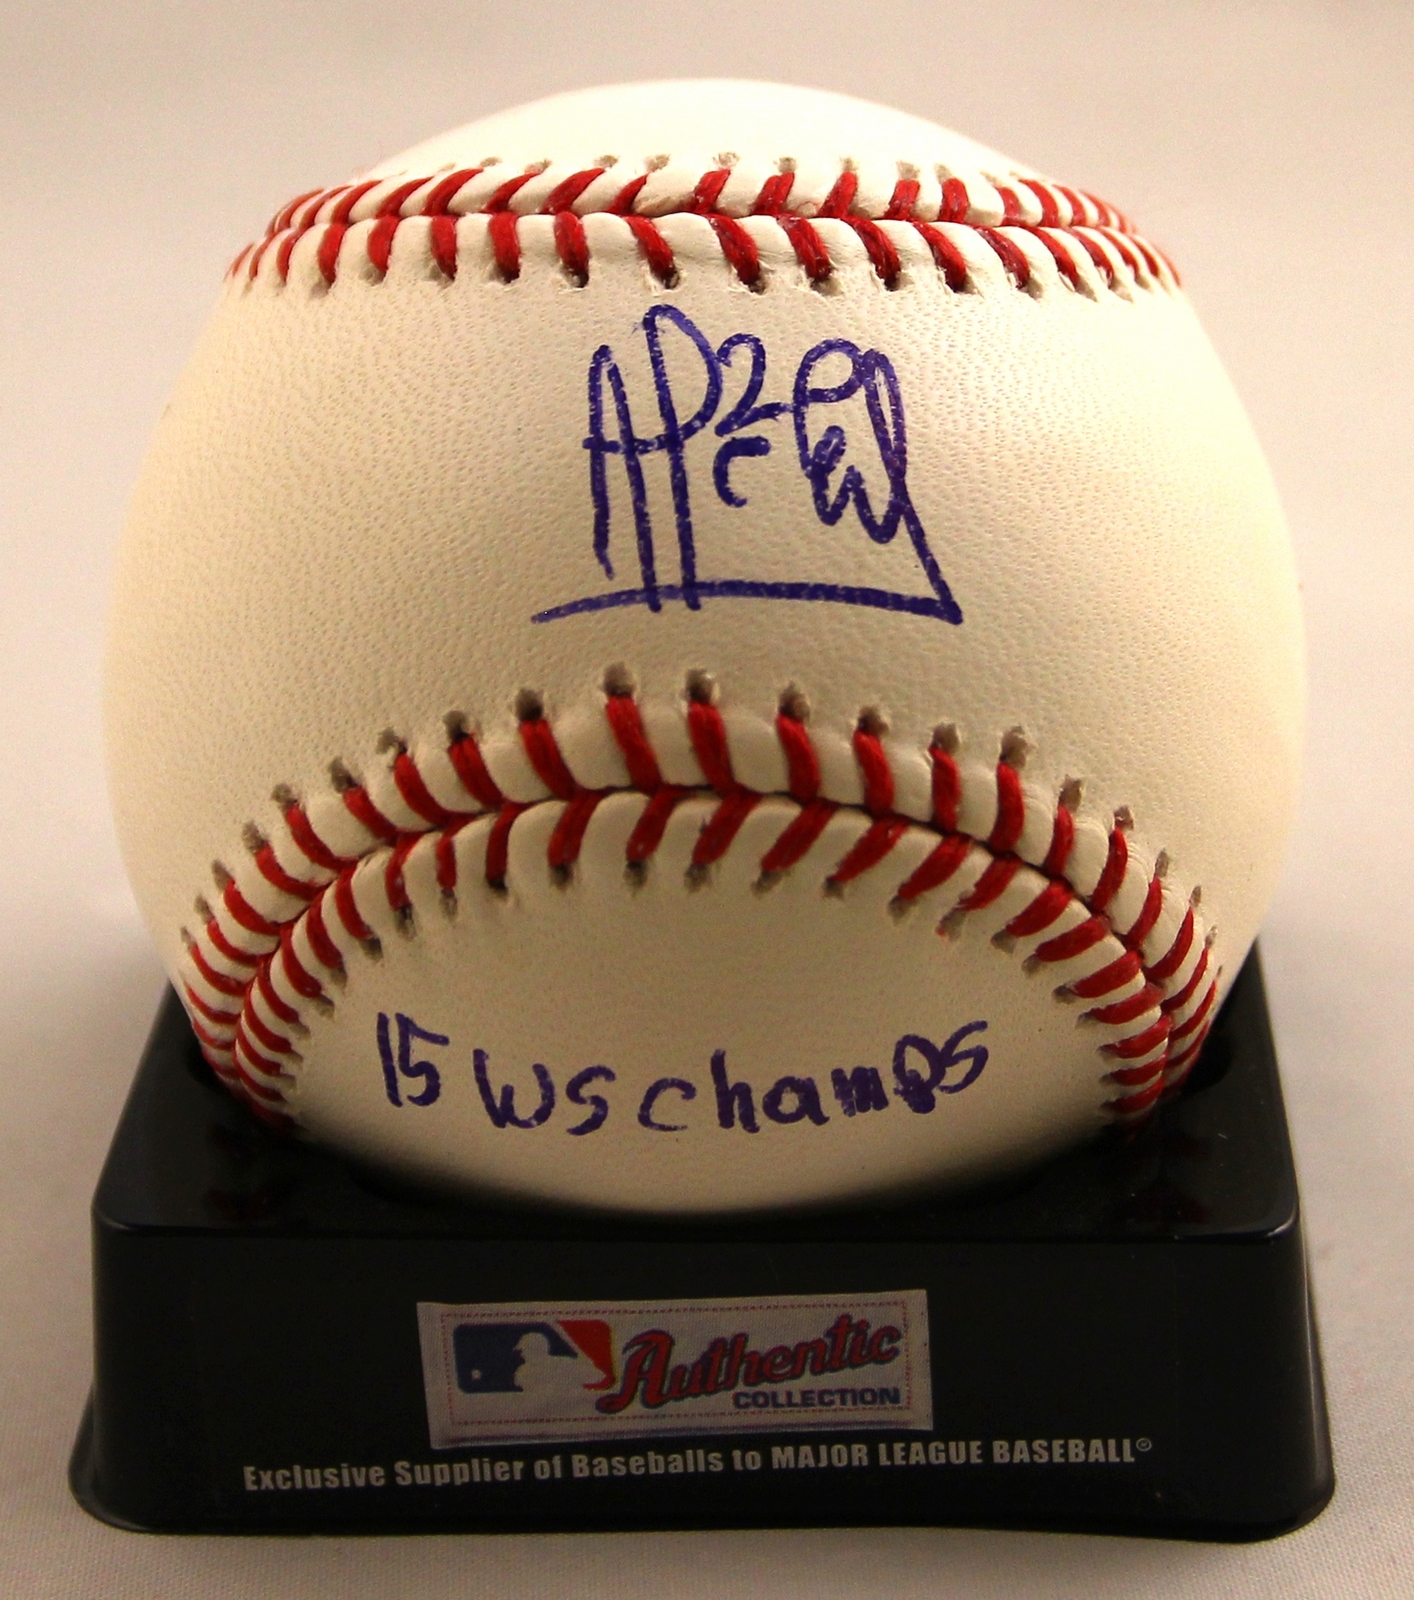 15 WS champs
Authentic
COLLECTION
Exclusive Supplier of Baseballs to MAJOR LEAGUE BASEBALL®